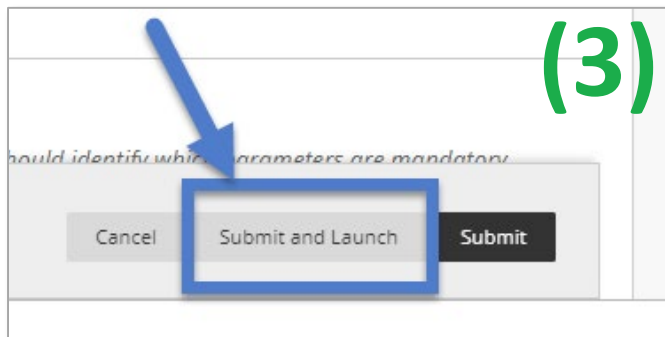 (3)
hould identify which parameters are mandatory
Cancel Submit and Launch Submit